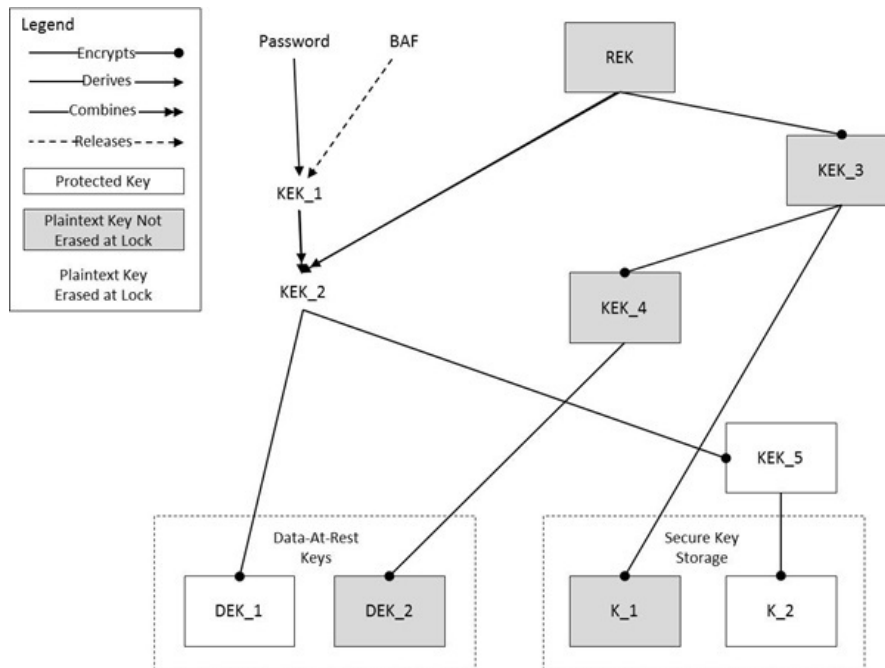 Legend
Encrypts
Derives
Combines
Releases
Protected Key
Plaintext Key Not
Erased at Lock
Plaintext Key
Erased at Lock
Password
BAF
REK
KEK_1
KEK_3
KEK_2
KEK_4
KEK_5
Data-At-Rest
Keys
Secure Key
Storage
DEK_1
DEK_2
K_1
K_2